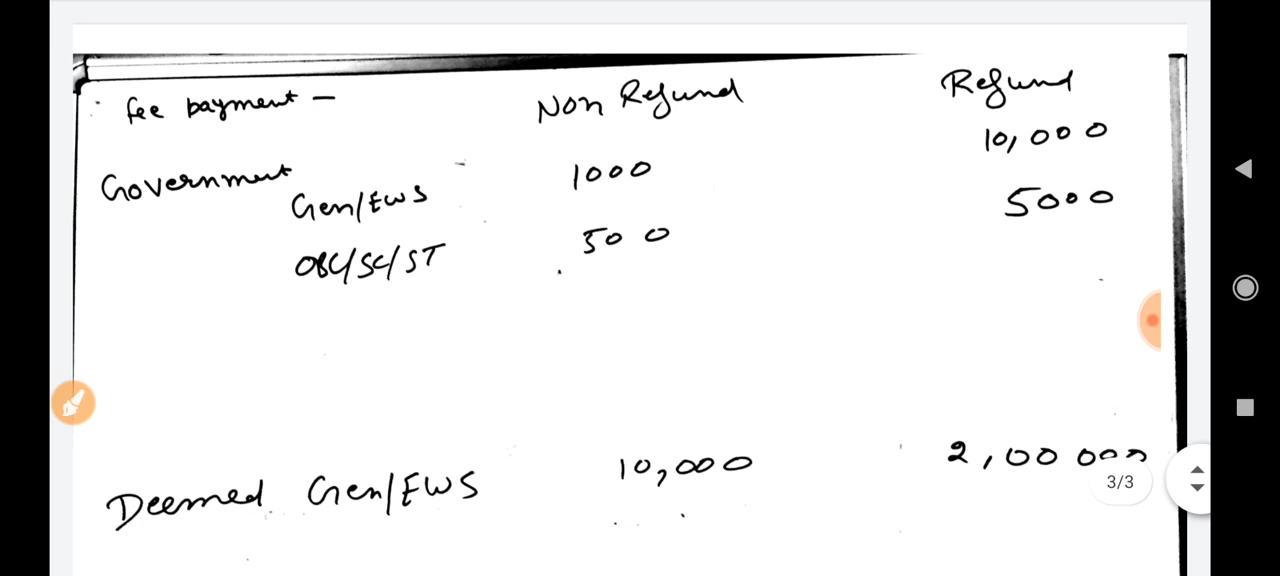 Fee payment – Non Refund Refund
Government 10,000
Gen/EWS 1000
OBC/SC/ST 500 5000
Deemed Gen/EWS 10,000 2,00 000
3/3